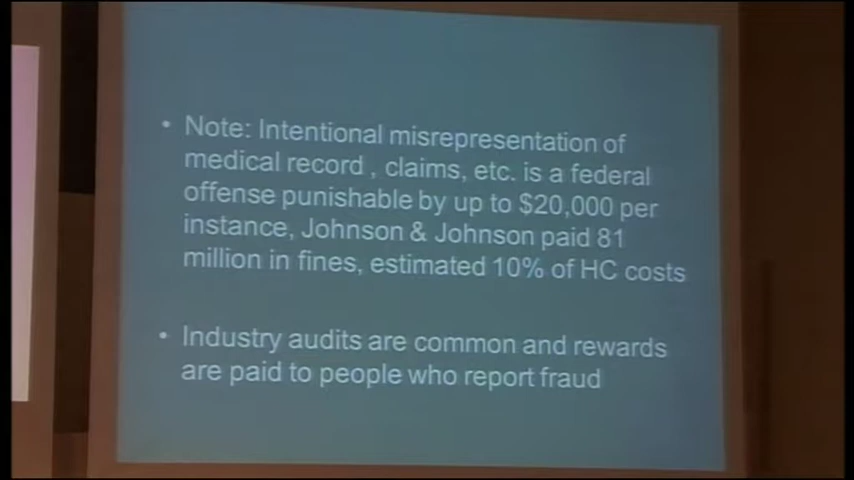 • Note: Intentional misrepresentation of
medical record , claims, etc. is a federal
offense punishable by up to $20,000 per
instance, Johnson & Johnson paid 81
million in fines, estimated 10% of HC costs
• Industry audits are common and rewards
are paid to people who report fraud